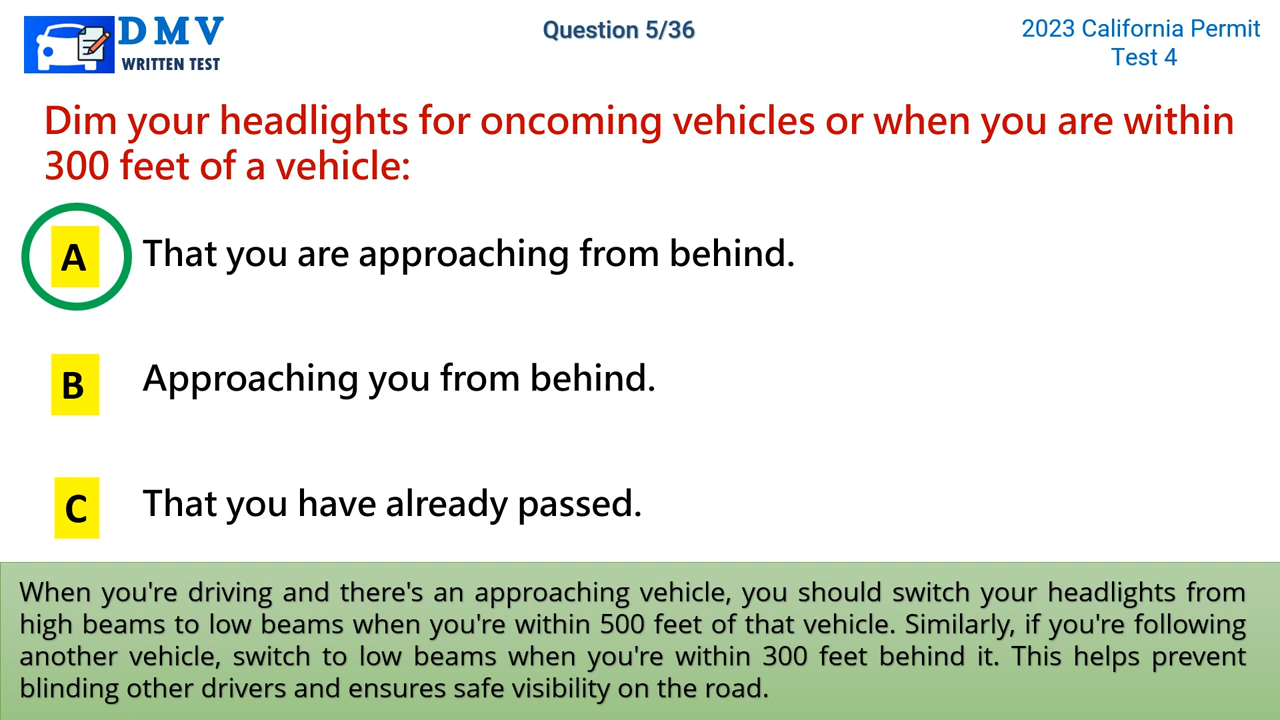 DMV
WRITTEN TEST
Question 5/36
2023 California Permit
Test 4
Dim your headlights for oncoming vehicles or when you are within
300 feet of a vehicle:
A That you are approaching from behind.
B Approaching you from behind.
C That you have already passed.
When you're driving and there's an approaching vehicle, you should switch your headlights from
high beams to low beams when you're within 500 feet of that vehicle. Similarly, if you're following
another vehicle, switch to low beams when you're within 300 feet behind it. This helps prevent
blinding other drivers and ensures safe visibility on the road.